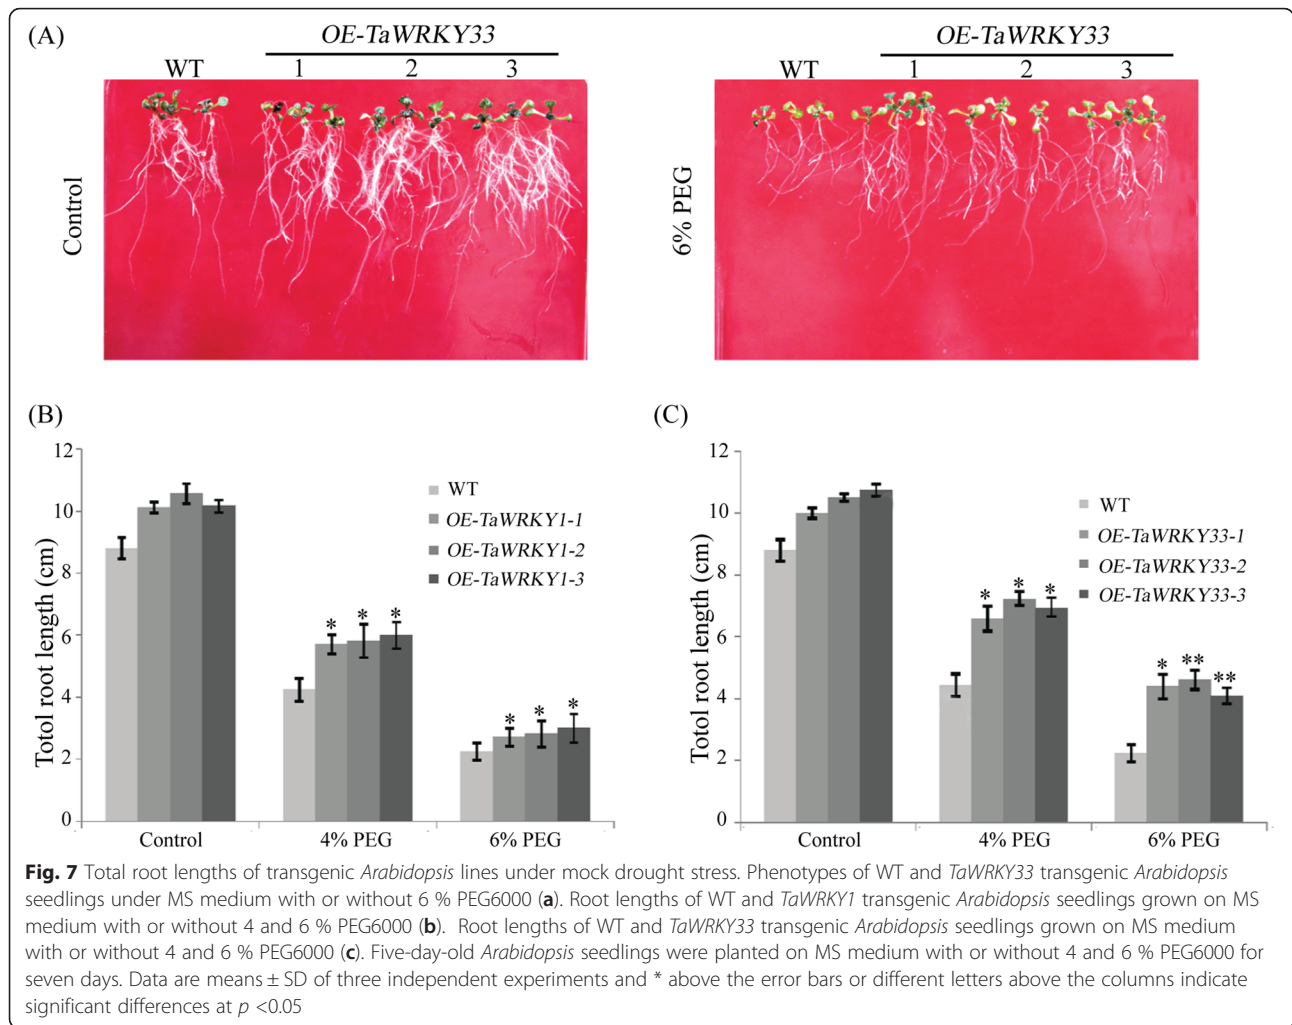 (A)
OE-TaWRKY33
WT 1 2 3
Control
OE-TaWRKY33
WT 1 2 3
6% PEG
(B)
Totol root length (cm)
12
10
8
6
4
2
0
WT
OE-TaWRKY1-1
OE-TaWRKY1-2
OE-TaWRKY1-3
* * *
* * *
Control 4% PEG 6% PEG
(C)
Totol root length (cm)
12
10
8
6
4
2
0
WT
OE-TaWRKY33-1
OE-TaWRKY33-2
OE-TaWRKY33-3
* * *
* ** **
Control 4% PEG 6% PEG
Fig. 7 Total root lengths of transgenic Arabidopsis lines under mock drought stress. Phenotypes of WT and TaWRKY33 transgenic Arabidopsis
seedlings under MS medium with or without 6 % PEG6000 (a). Root lengths of WT and TaWRKY1 transgenic Arabidopsis seedlings grown on MS
medium with or without 4 and 6 % PEG6000 (b). Root lengths of WT and TaWRKY33 transgenic Arabidopsis seedlings grown on MS medium
with or without 4 and 6 % PEG6000 (c). Five-day-old Arabidopsis seedlings were planted on MS medium with or without 4 and 6 % PEG6000 for
seven days. Data are means ± SD of three independent experiments and * above the error bars or different letters above the columns indicate
significant differences at p <0.05